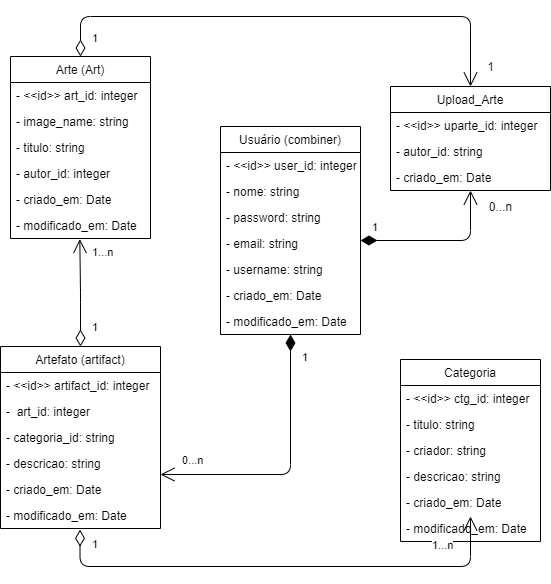 1
Arte (Art)
- <<id>> art_id: integer
- image_name: string
- titulo: string
- autor_id: integer
- criado_em: Date
- modificado_em: Date
1...n
1
Upload_Arte
- <<id>> uparte_id: integer
- autor_id: string
- criado_em: Date
0...n
Usuário (combiner)
- <<id>> user_id: integer
- nome: string
- password: string
- email: string
- username: string
- criado_em: Date
- modificado_em: Date
1
1
0...n
1
Artefato (artifact)
- <<id>> artifact_id: integer
- art_id: integer
- categoria_id: string
- descricao: string
- criado_em: Date
- modificado_em: Date
1
Categoria
- <<id>> ctg_id: integer
- titulo: string
- criador: string
- descricao: string
- criado_em: Date
- modificado_em: Date
1...n